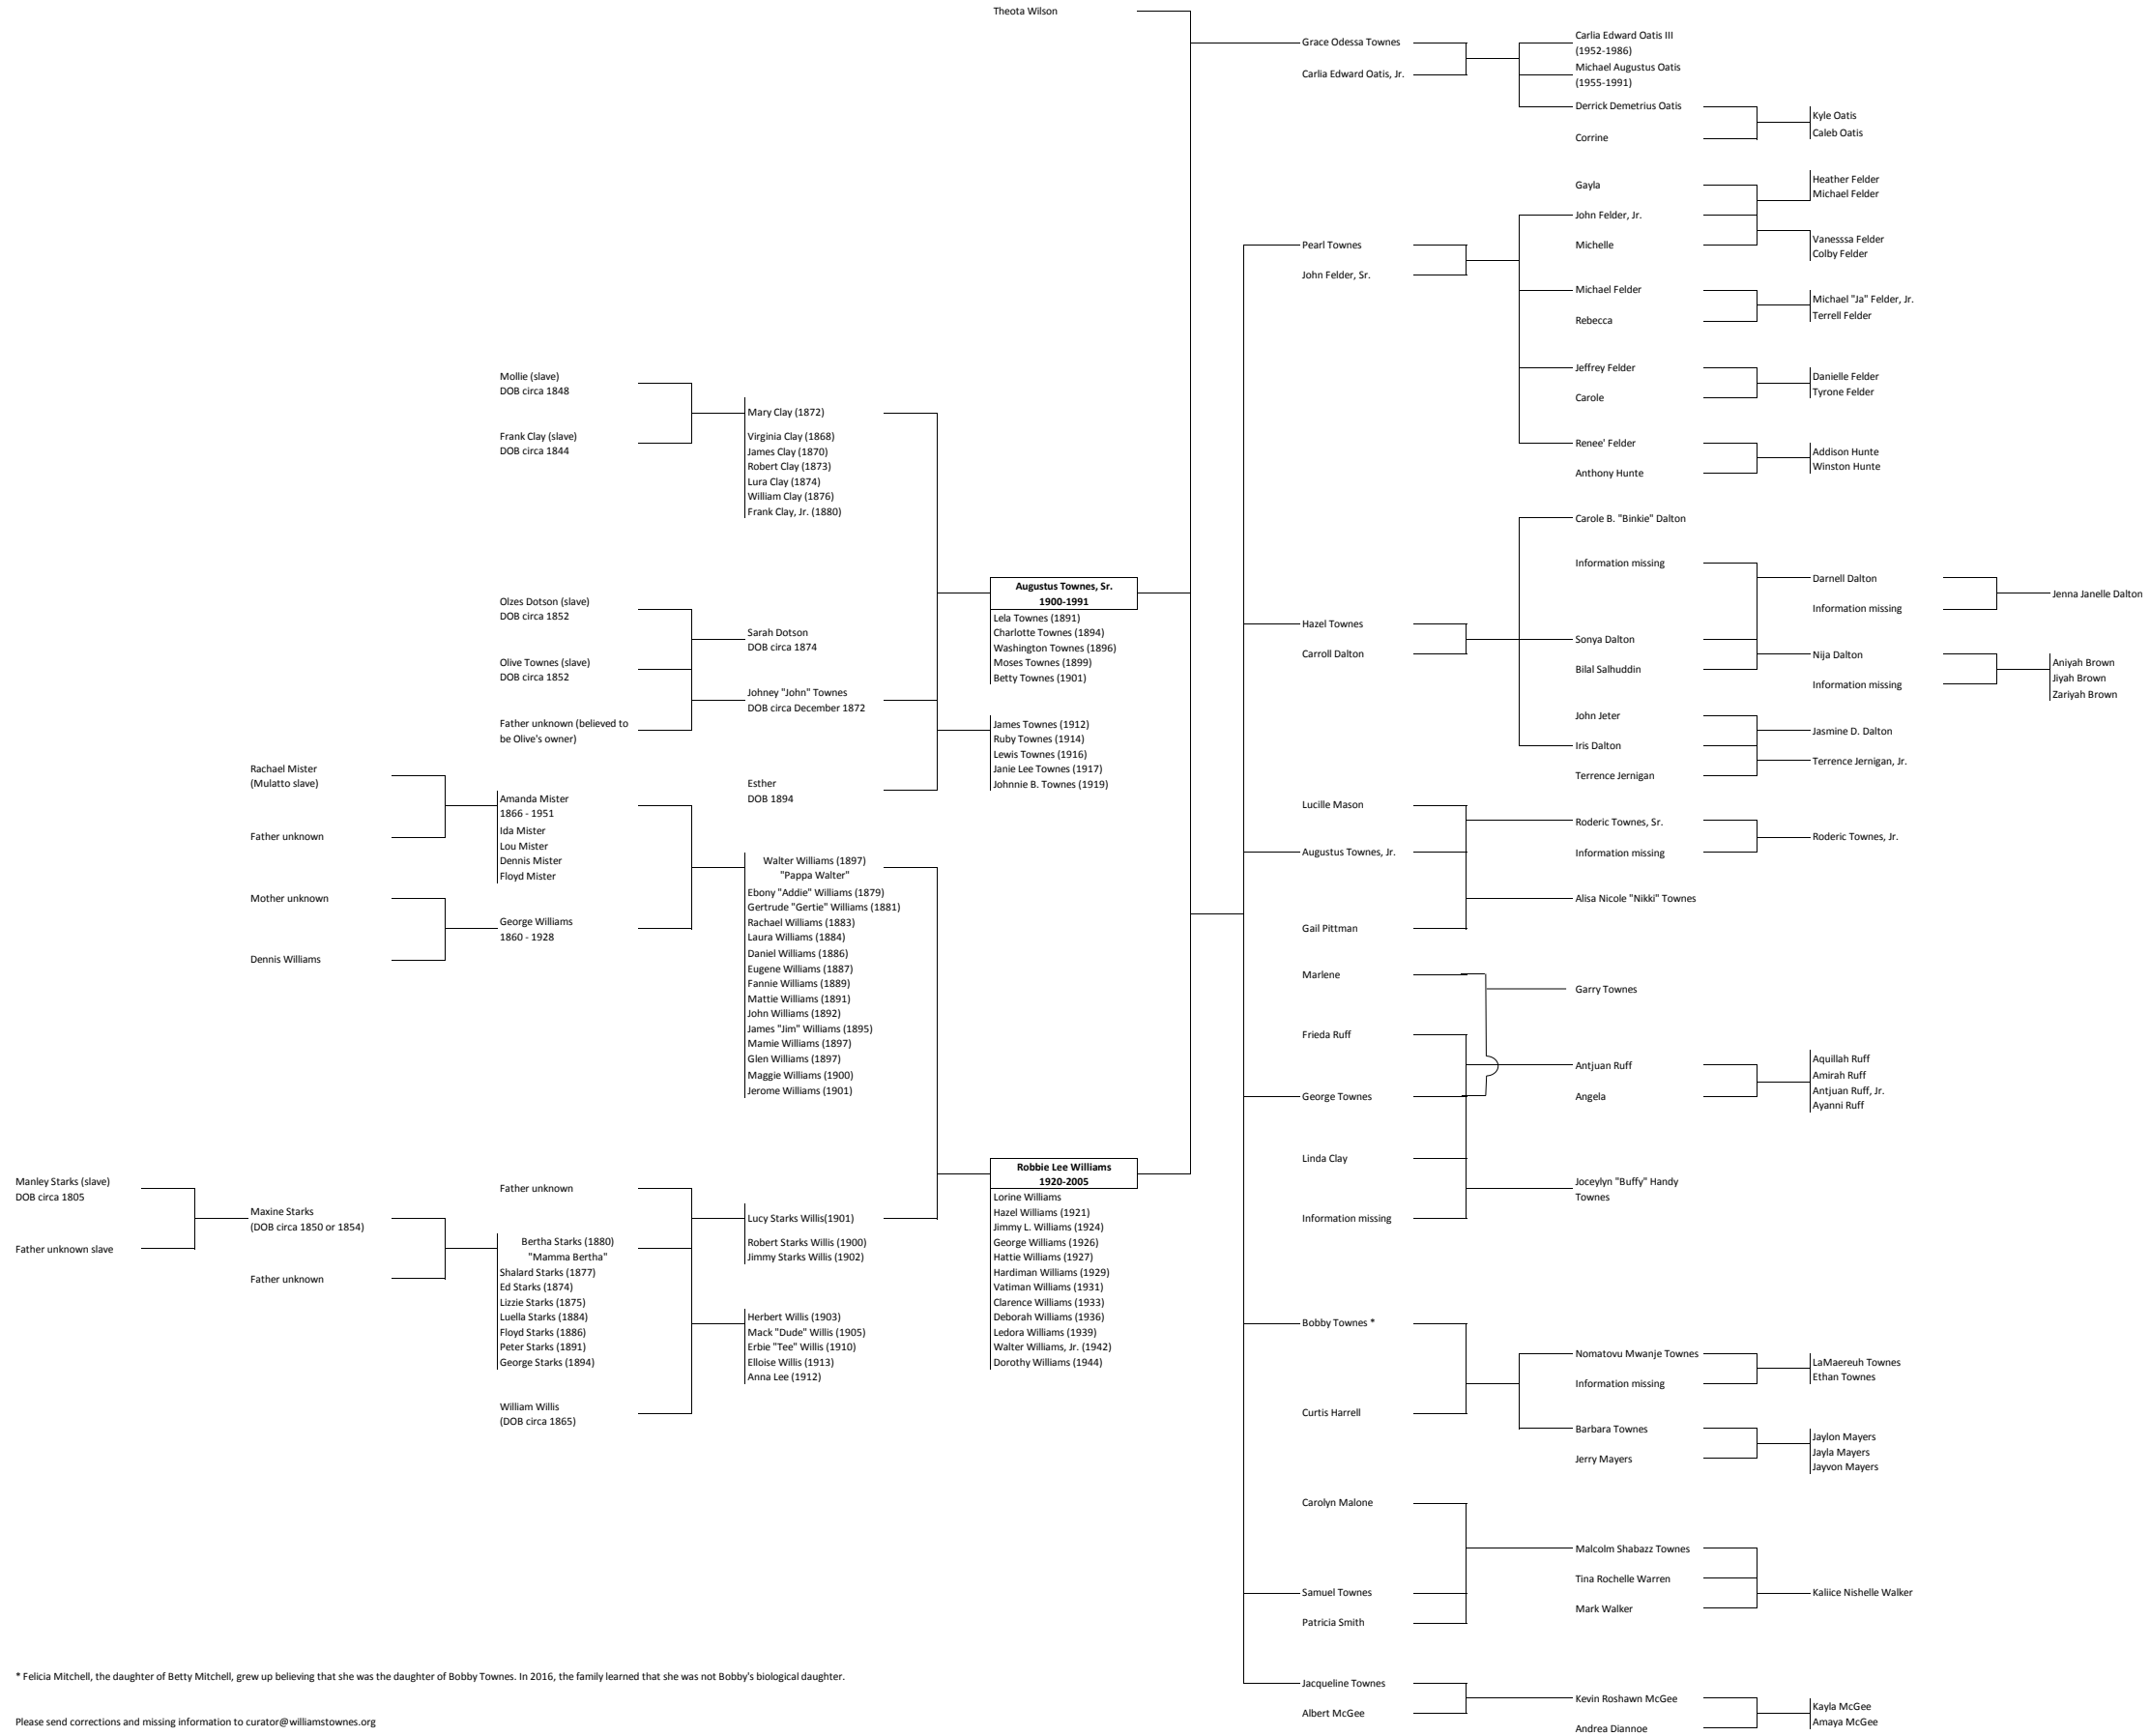 Theota Wilson
Grace Odessa Townes
Carlia Edward Oatis, Jr.
Carlia Edward Oatis III
(1952-1986)
Michael Augustus Oatis
(1955-1991)
Derrick Demetrius Oatis
Corrine
Kyle Oatis
Caleb Oatis
Gayla
John Felder, Jr.
Michelle
Heather Felder
Michael Felder
Vanesssa Felder
Colby Felder
Pearl Townes
John Felder, Sr.
Michael Felder
Rebecca
Michael "Ja" Felder, Jr.
Terrell Felder
Jeffrey Felder
Carole
Danielle Felder
Tyrone Felder
Renee' Felder
Anthony Hunte
Addison Hunte
Winston Hunte
Mollie (slave)
DOB circa 1848
Frank Clay (slave)
DOB circa 1844
Mary Clay (1872)
Virginia Clay (1868)
James Clay (1870)
Robert Clay (1873)
Lura Clay (1874)
William Clay (1876)
Frank Clay, Jr. (1880)
Carole B. "Binkie" Dalton
Information missing
Darnell Dalton
Information missing
Jenna Janelle Dalton
Hazel Townes
Carroll Dalton
Sonya Dalton
Bilal Salhuddin
Nija Dalton
Information missing
Aniyah Brown
Jiyah Brown
Zariyah Brown
John Jeter
Iris Dalton
Terrence Jernigan
Jasmine D. Dalton
Terrence Jernigan, Jr.
Augustus Townes, Sr.
1900-1991
Lela Townes (1891)
Charlotte Townes (1894)
Washington Townes (1896)
Moses Townes (1899)
Betty Townes (1901)
Olzes Dotson (slave)
DOB circa 1852
Olive Townes (slave)
DOB circa 1852
Father unknown (believed to
be Olive's owner)
Sarah Dotson
DOB circa 1874
Johney "John" Townes
DOB circa December 1872
Esther
DOB 1894
James Townes (1912)
Ruby Townes (1914)
Lewis Townes (1916)
Janie Lee Townes (1917)
Johnnie B. Townes (1919)
Rachael Mister
(Mulatto slave)
Father unknown
Amanda Mister
1866 - 1951
Ida Mister
Lou Mister
Dennis Mister
Floyd Mister
Mother unknown
Dennis Williams
George Williams
1860 - 1928
Walter Williams (1897)
"Pappa Walter"
Ebony "Addie" Williams (1879)
Gertrude "Gertie" Williams (1881)
Rachael Williams (1883)
Laura Williams (1884)
Daniel Williams (1886)
Eugene Williams (1887)
Fannie Williams (1889)
Mattie Williams (1891)
John Williams (1892)
James "Jim" Williams (1895)
Mamie Williams (1897)
Glen Williams (1897)
Maggie Williams (1900)
Jerome Williams (1901)
Lucille Mason
Augustus Townes, Jr.
Gail Pittman
Roderic Townes, Sr.
Information missing
Roderic Townes, Jr.
Alisa Nicole "Nikki" Townes
Marlene
Frieda Ruff
George Townes
Linda Clay
Information missing
Garry Townes
Antjuan Ruff
Angela
Aquillah Ruff
Amirah Ruff
Antjuan Ruff, Jr.
Ayanni Ruff
Joceylyn "Buffy" Handy
Townes
Manley Starks (slave)
DOB circa 1805
Father unknown slave
Maxine Starks
(DOB circa 1850 or 1854)
Father unknown
Father unknown
Bertha Starks (1880)
"Mamma Bertha"
Shalard Starks (1877)
Ed Starks (1874)
Lizzie Starks (1875)
Luella Starks (1884)
Floyd Starks (1886)
Peter Starks (1891)
George Starks (1894)
William Willis
(DOB circa 1865)
Lucy Starks Willis(1901)
Robert Starks Willis (1900)
Jimmy Starks Willis (1902)
Herbert Willis (1903)
Mack "Dude" Willis (1905)
Erbie "Tee" Willis (1910)
Elloise Willis (1913)
Anna Lee (1912)
Robbie Lee Williams
1920-2005
Lorine Williams
Hazel Williams (1921)
Jimmy L. Williams (1924)
George Williams (1926)
Hattie Williams (1927)
Hardiman Williams (1929)
Vatiman Williams (1931)
Clarence Williams (1933)
Deborah Williams (1936)
Ledora Williams (1939)
Walter Williams, Jr. (1942)
Dorothy Williams (1944)
Bobby Townes *
Curtis Harrell
Nomatovu Mwanje Townes
Information missing
LaMaereuh Townes
Ethan Townes
Barbara Townes
Jerry Mayers
Jaylon Mayers
Jayla Mayers
Jayvon Mayers
Carolyn Malone
Samuel Townes
Patricia Smith
Malcolm Shabazz Townes
Tina Rochelle Warren
Mark Walker
Kaliice Nishelle Walker
Jacqueline Townes
Albert McGee
Kevin Roshawn McGee
Andrea Diannoe
Kayla McGee
Amaya McGee
* Felicia Mitchell, the daughter of Betty Mitchell, grew up believing that she was the daughter of Bobby Townes. In 2016, the family learned that she was not Bobby's biological daughter.
Please send corrections and missing information to curator@williamstownes.org